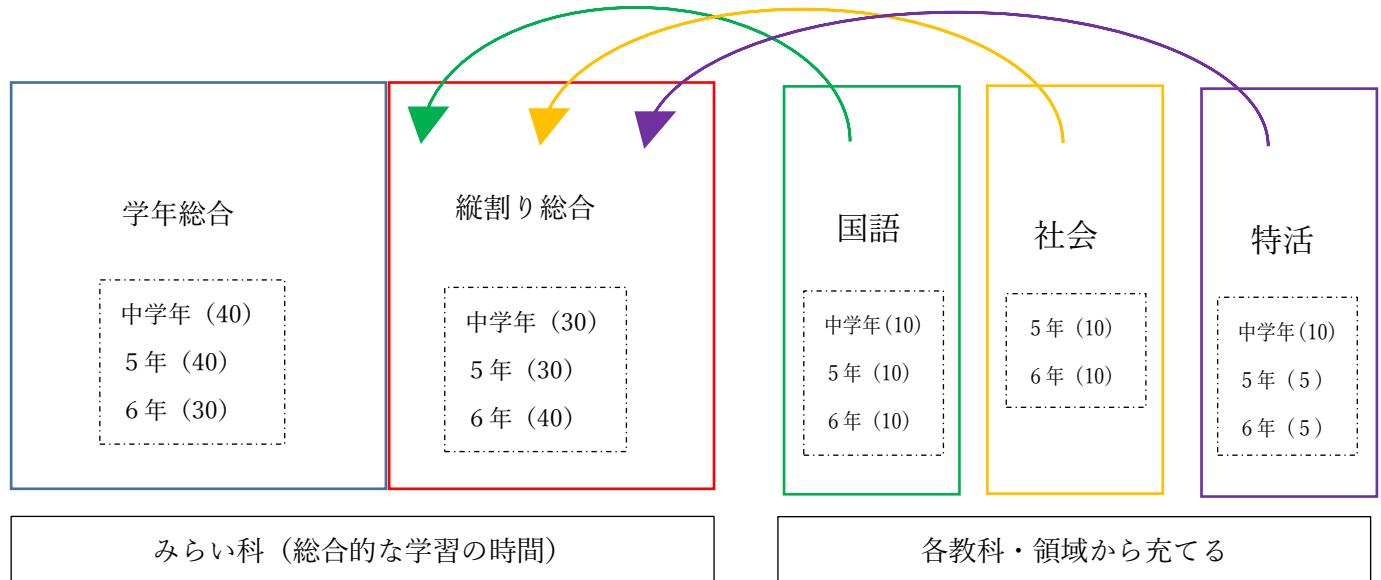 学年総合
中学年（40）
5年（40）
6年（30）
縦割り総合
中学年（30）
5年（30）
6年（40）
国語
中学年(10）
5年（10）
6年（10）
社会
5年（10）
6年（10）
特活
中学年(10）
5年（5）
6年（5）
みらい科（総合的な学習の時間）
各教科・領域から充てる